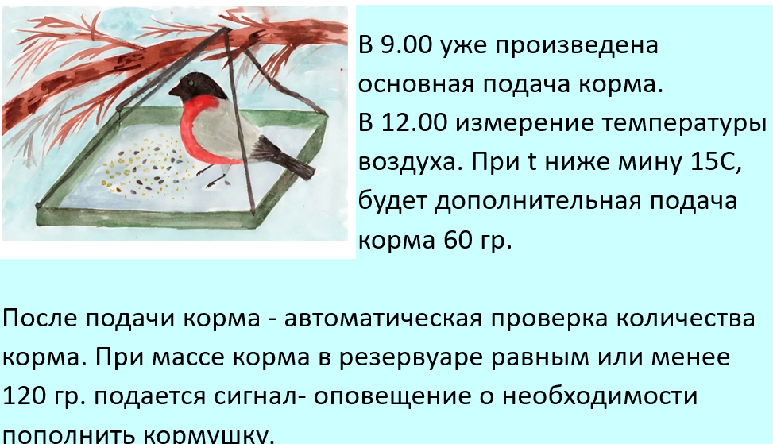 В 9.00 уже произведена
основная подача корма.
В 12.00 измерение температуры
воздуха. При t ниже мину 15С,
будет дополнительная подача
корма 60 гр.
После подачи корма - автоматическая проверка количества
корма. При массе корма в резервуаре равным или менее
120 гр. подается сигнал- оповещение о необходимости
пополнить кормушку.